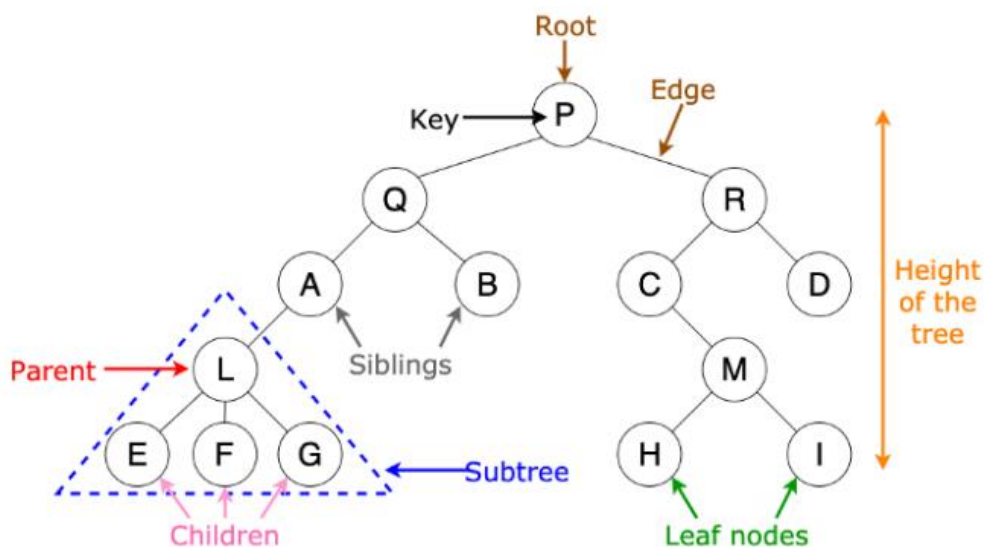 Root
Edge
Key
P
Q
R
A
B
C
D
Height
of the
tree
Siblings
Parent
L
M
E
F
G
H
I
Subtree
Children
Leaf nodes